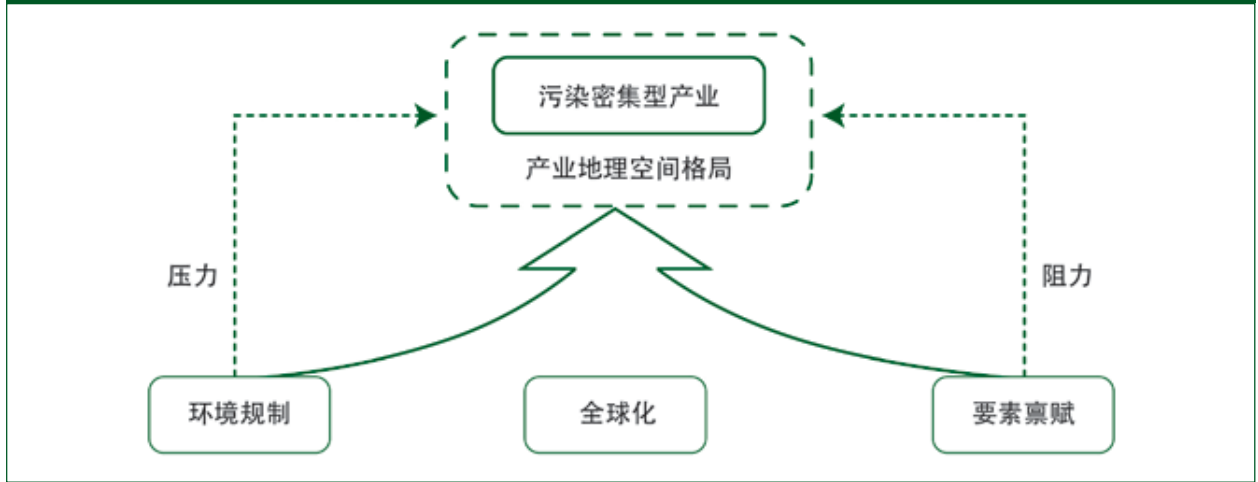 污染密集型产业
产业地理空间格局
压力
阻力
环境规制
全球化
要素禀赋